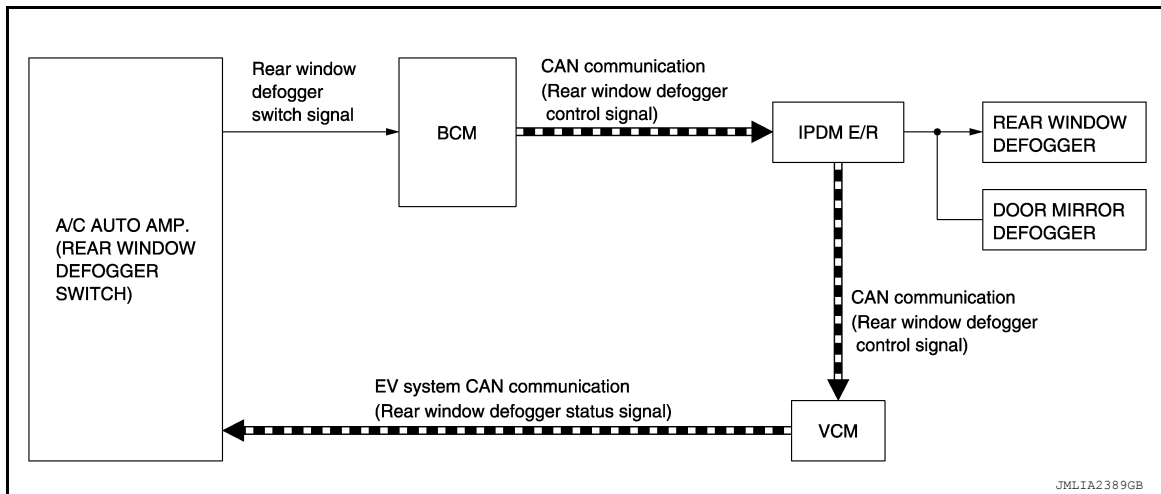 Rear window
defogger
switch signal
CAN communication
(Rear window defogger
control signal)
BCM
IPDM E/R
REAR WINDOW
DEFOGGER
DOOR MIRROR
DEFOGGER
A/C AUTO AMP.
(REAR WINDOW
DEFOGGER
SWITCH)
CAN communication
(Rear window defogger
control signal)
EV system CAN communication
(Rear window defogger status signal)
VCM
JMLIA2389GB